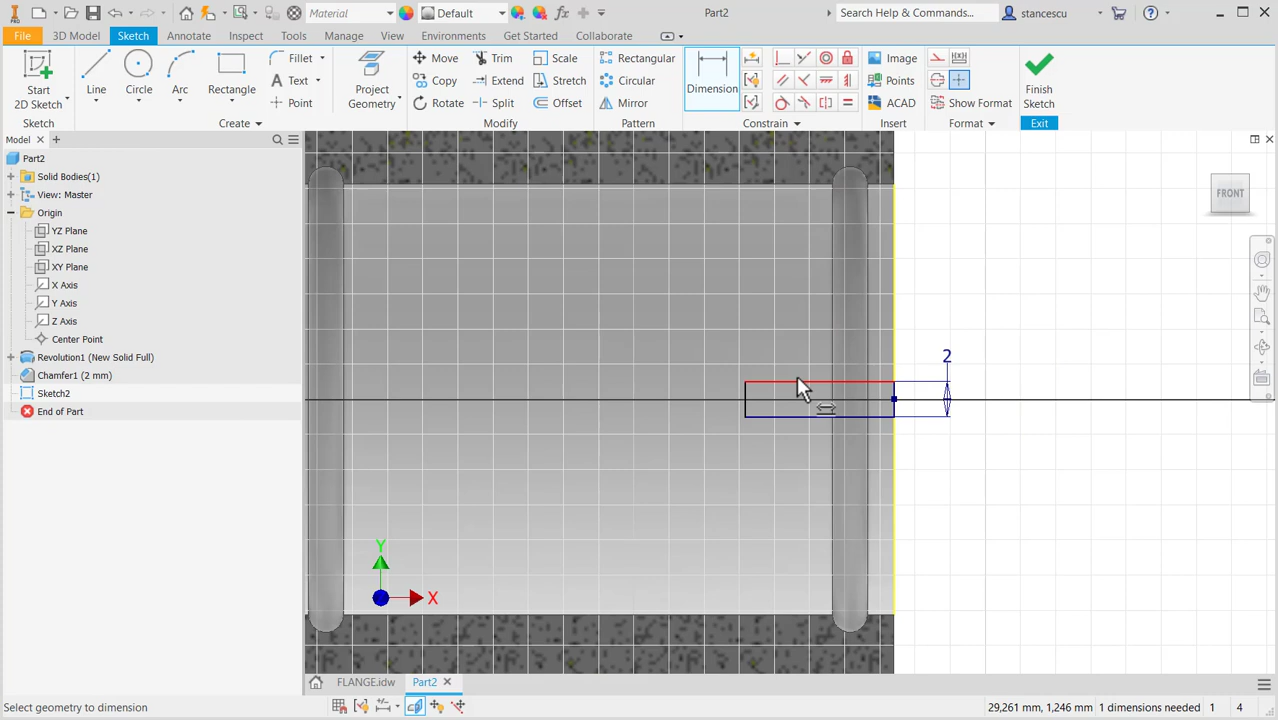 PRO
Material
Default
Part2
Search Help & Commands...
stancescu
File
3D Model
Sketch
Annotate
Inspect
Tools
Manage
View
Environments
Get Started
Collaborate
Start
2D Sketch
Line
Circle
Arc
Rectangle
Fillet
Text
Point
Project
Geometry
Move
Copy
Rotate
Trim
Extend
Split
Scale
Stretch
Offset
Rectangular
Circular
Mirror
Dimension
Image
Points
ACAD
Show Format
Finish
Sketch
Sketch
Create
Modify
Pattern
Constrain
Insert
Format
Exit
Model
Part2
Solid Bodies(1)
View: Master
Origin
YZ Plane
XZ Plane
XY Plane
X Axis
Y Axis
Z Axis
Center Point
Revolution1 (New Solid Full)
Chamfer1 (2 mm)
Sketch2
End of Part
FRONT
2
Y
X
FLANGE.idw
Part2
Select geometry to dimension
29,261 mm, 1,246 mm
1 dimensions needed
1
4